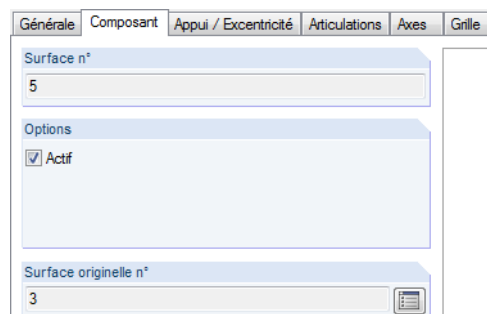 Générale Composant Appui / Excentricité Articulations Axes Grille
Surface n°
5
Options
Actif
Surface originelle n°
3